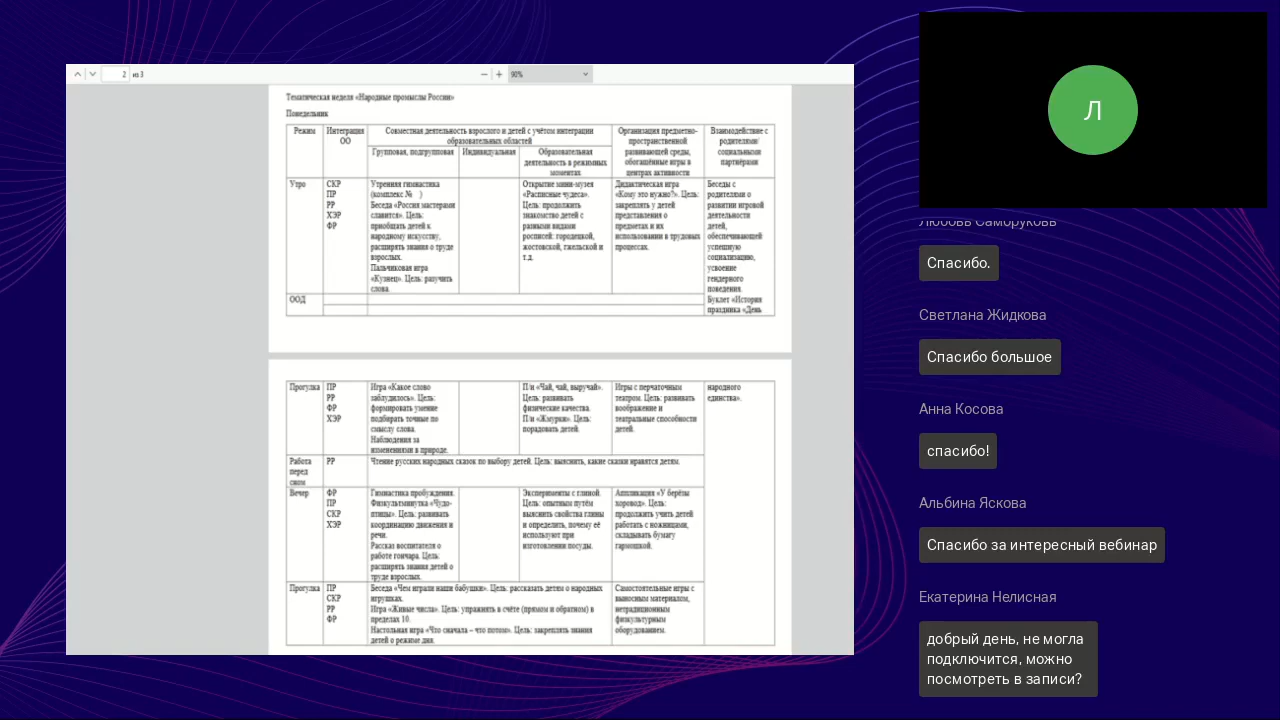 2 из 3
90%
Тематическая неделя «Народные промыслы России»
Понедельник
Режим
Интеграция
ОО
Совместная деятельность взрослого и детей с учётом интеграции
образовательных областей
Групповая, подгрупповая
Индивидуальная
Образовательная
деятельность в режимных
моментах
Организация предметно-
пространственной
развивающей среды,
обогащённые игры в
центрах активности
Взаимодействие с
родителями/
социальными
партнёрами
Утро
СКР
ПР
РР
ХЭР
ФР
Утренняя гимнастика
(комплекс № )
Беседа «Россия мастерами
славится». Цель:
приобщать детей к
народному искусству,
расширять знания о труде
взрослых.
Пальчиковая игра
«Кузнец». Цель: разучить
слова.
Открытие мини-музея
«Расписные чудеса».
Цель: продолжить
знакомство детей с
разными видами
росписей: городецкой,
жостовской, гжельской и
т.д.
Дидактическая игра
«Кому это нужно?». Цель:
закреплять у детей
представления о
предметах и их
использовании в трудовых
процессах.
Беседы с
родителями о
развитии игровой
деятельности
детей,
обеспечивающей
успешную
социализацию,
усвоение
гендерного
поведения.
Буклет «История
праздника «День
ООД
Прогулка
ПР
РР
ФР
ХЭР
Игра «Какое слово
заблудилось». Цель:
формировать умение
подбирать точные по
смыслу слова.
Наблюдения за
изменениями в природе.
П/и «Чай, чай, выручай».
Цель: развивать
физические качества.
П/и «Жмурки». Цель:
порадовать детей.
Игры с перчаточным
театром. Цель: развивать
воображение и
театральные способности
детей.
народного
единства».
Работа
перед
сном
РР
Чтение русских народных сказок по выбору детей. Цель: выяснить, какие сказки нравятся детям.
Вечер
ФР
ПР
СКР
ХЭР
Гимнастика пробуждения.
Физкультминутка «Чудо-
птицы». Цель: развивать
координацию движения и
речи.
Рассказ воспитателя о
работе гончара. Цель:
расширять знания детей о
труде взрослых.
Эксперименты с глиной.
Цель: опытным путём
выяснить свойства глины
и определить, почему её
используют при
изготовлении посуды.
Аппликация «У берёзы
хоровод». Цель:
продолжить учить детей
работать с ножницами,
складывать бумагу
гармошкой.
Прогулка
ПР
СКР
РР
ФР
Беседа «Чем играли наши бабушки». Цель: рассказать детям о народных
игрушках.
Игра «Живые числа». Цель: упражнять в счёте (прямом и обратном) в
пределах 10.
Настольная игра «Что сначала – что потом». Цель: закреплять знания
детей о режиме дня.
Самостоятельные игры с
выносным материалом,
нетрадиционным
физкультурным
оборудованием.
Л
Любовь Саморукова
Спасибо.
Светлана Жидкова
Спасибо большое
Анна Котова
спасибо!
Альбина Яскова
Спасибо за интересный вебинар
Екатерина Нелисная
добрый день, не могла
подключится, можно
посмотреть в записи?